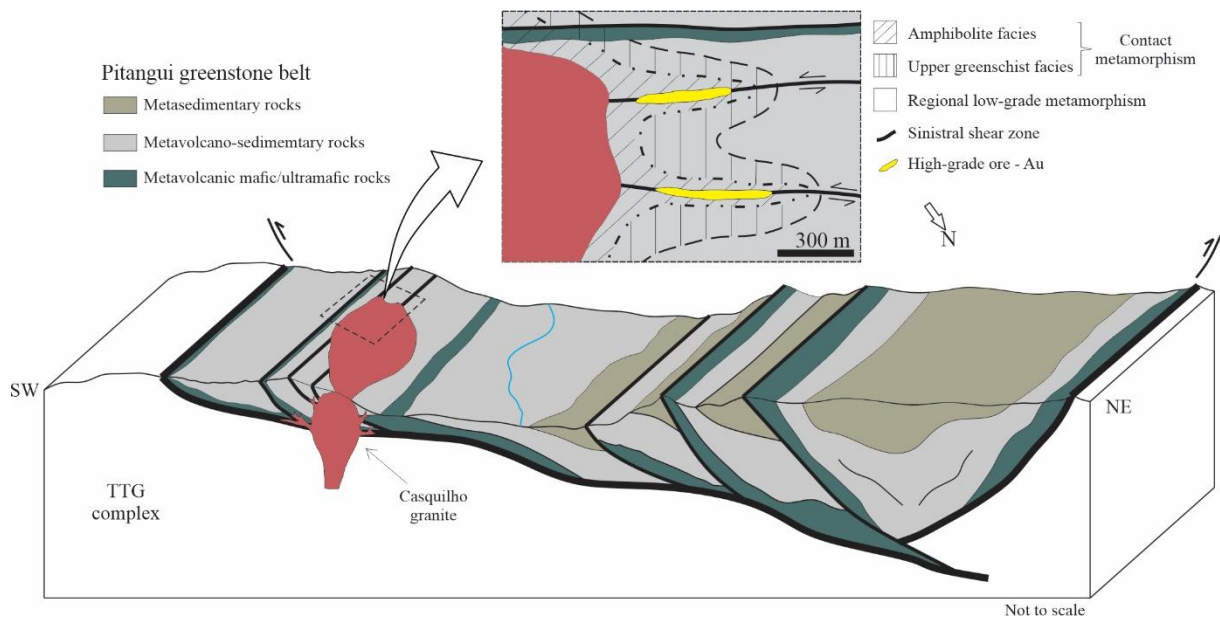 Pitangui greenstone belt
Metasedimentary rocks
Metavolcano-sedimentary rocks
Metavolcanic mafic/ultramafic rocks
300 m
Amphibolite facies
Upper greenschist facies
Contact
metamorphism
Regional low-grade metamorphism
Sinistral shear zone
High-grade ore - Au
N
SW
NE
TTG
complex
Casquilho
granite
Not to scale